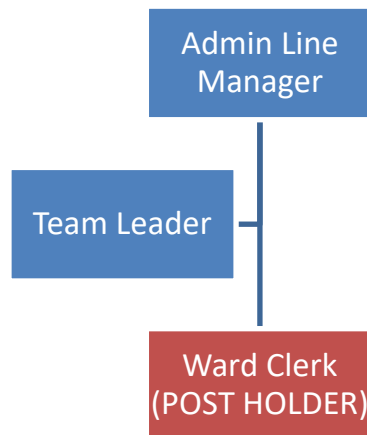 Admin Line
Manager
Team Leader
Ward Clerk
(POST HOLDER)